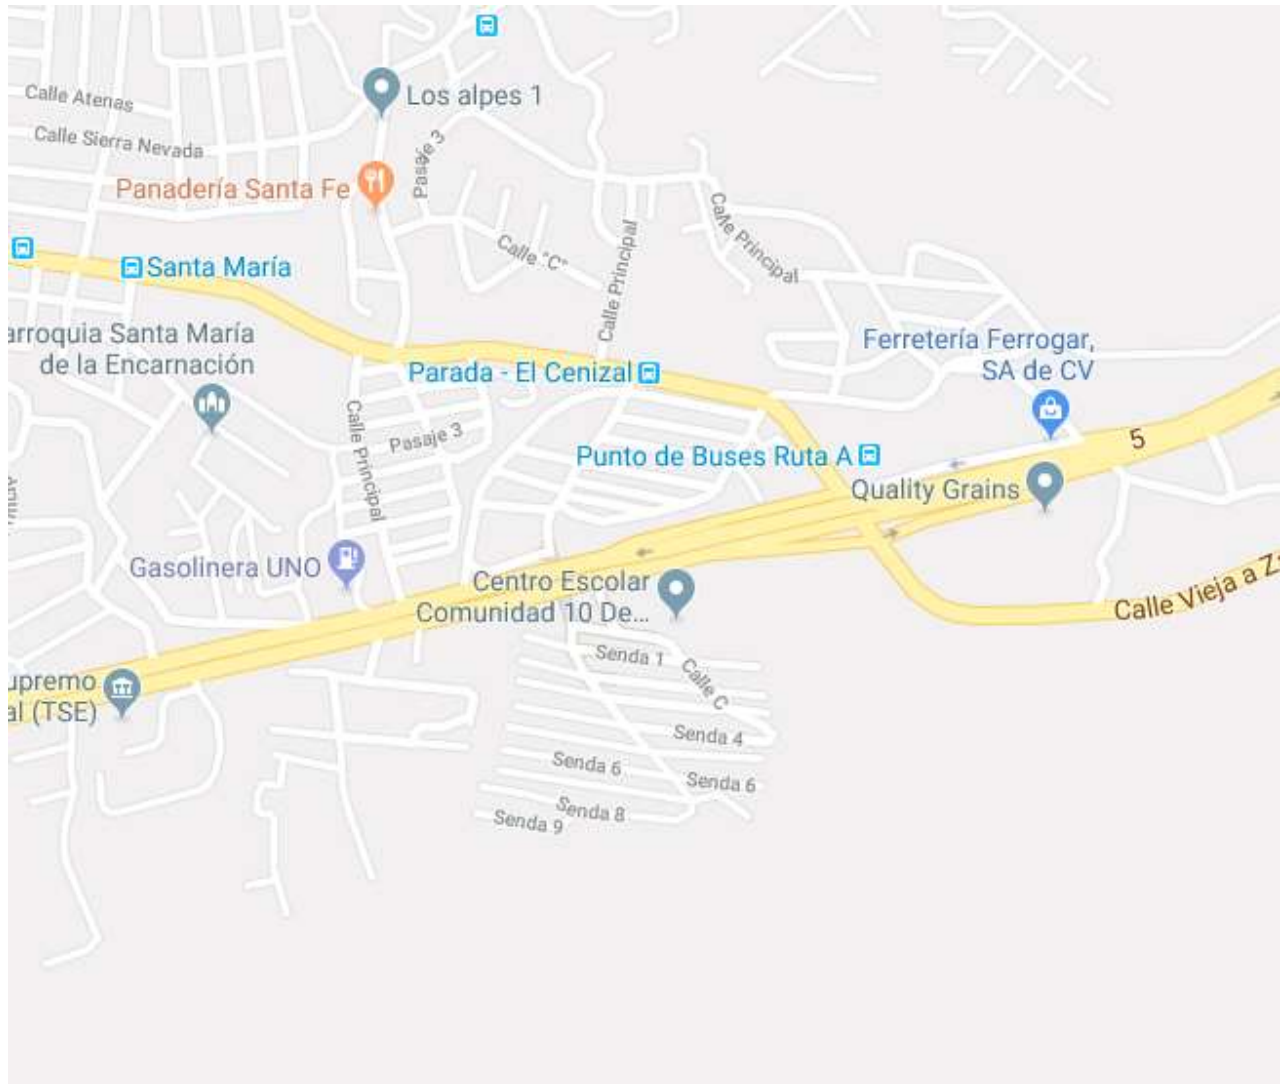 Calle Atenas
Los alpes 1
Calle Sierra Nevada
Pasaje 3
Panadería Santa Fe
Calle Principal
Calle "C"
Santa María
Calle Principal
arroquia Santa María
de la Encarnación
Ferretería Ferrogar,
SA de CV
Parada - El Cenizal
Calle Principal
Pasaje 3
5
Punto de Buses Ruta A
Quality Grains
Gasolinera UNO
Centro Escolar
Comunidad 10 De...
Calle Vieja a Z
Senda 1
Calle C
upremo
al (TSE)
Senda 4
Senda 6
Senda 6
Senda 8
Senda 9